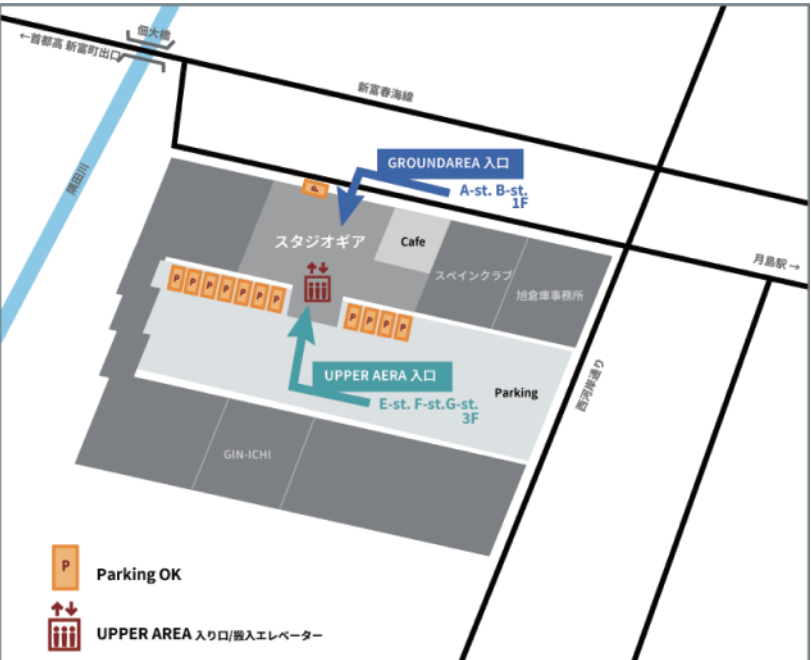 佃大橋
←首都高 新富町出口
新富春海線
隅田川
GROUNDAREA 入口
P
A-st. B-st.
1F
スタジオギア
Cafe
スペインクラブ
旭倉庫事務所
月島駅 →
P P P P P P P
P P P P
UPPER AERA 入口
E-st. F-st.G-st.
3F
Parking
西河岸通り
GIN-ICHI
P
Parking OK
UPPER AREA 入り口/搬入エレベーター